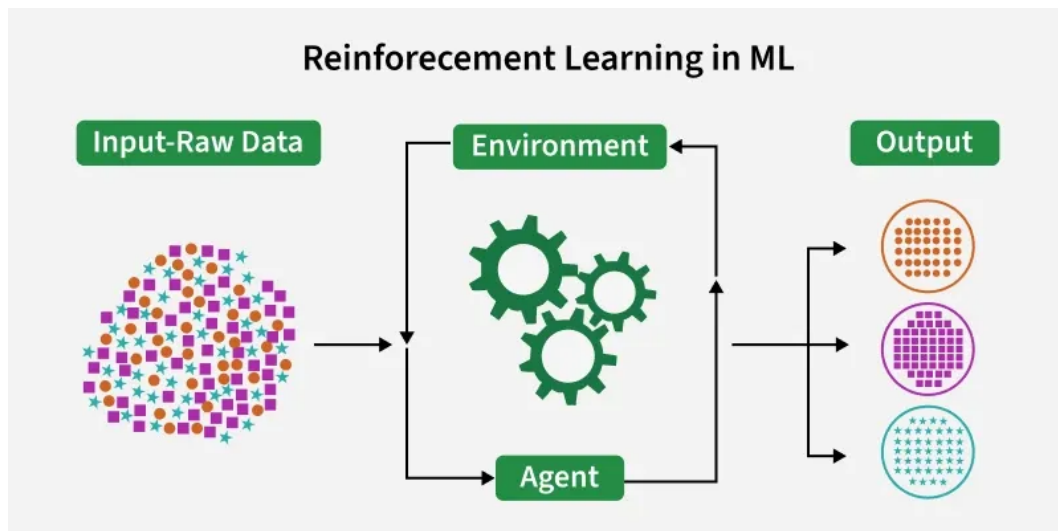 Reinforecement Learning in ML
Input-Raw Data
Environment
Output
Agent